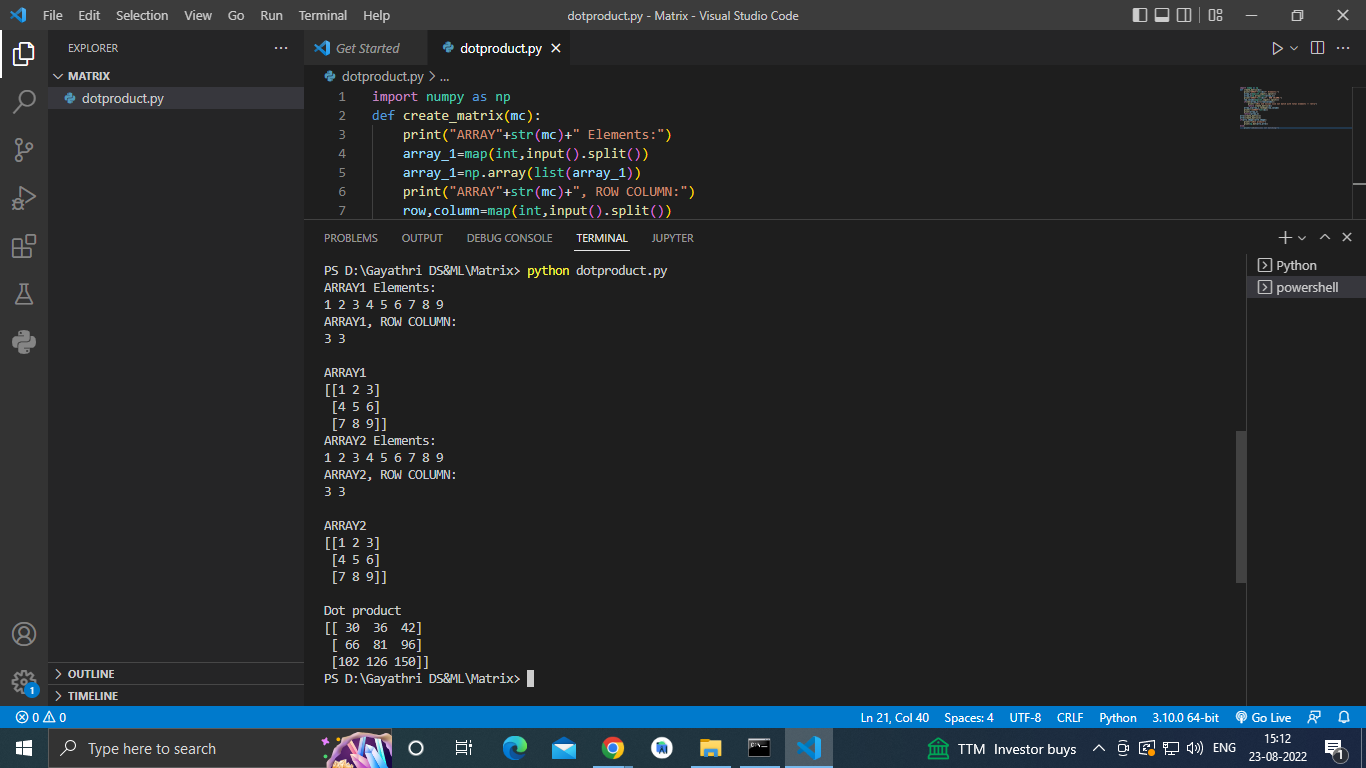 File Edit Selection View Go Run Terminal Help
dotproduct.py - Matrix - Visual Studio Code
EXPLORER
MATRIX
dotproduct.py
OUTLINE
TIMELINE
Get Started
dotproduct.py
dotproduct.py > ...
1 import numpy as np
2 def create_matrix(mc):
3     print("ARRAY"+str(mc)+" Elements:")
4     array_1=map(int,input().split())
5     array_1=np.array(list(array_1))
6     print("ARRAY"+str(mc)+", ROW COLUMN:")
7     row,column=map(int,input().split())
PROBLEMS OUTPUT DEBUG CONSOLE TERMINAL JUPYTER
PS D:\Gayathri DS&ML\Matrix> python dotproduct.py
ARRAY1 Elements:
1 2 3 4 5 6 7 8 9
ARRAY1, ROW COLUMN:
3 3
ARRAY1
[[1 2 3]
 [4 5 6]
 [7 8 9]]
ARRAY2 Elements:
1 2 3 4 5 6 7 8 9
ARRAY2, ROW COLUMN:
3 3
ARRAY2
[[1 2 3]
 [4 5 6]
 [7 8 9]]
Dot product
[[ 30  36  42]
 [ 66  81  96]
 [102 126 150]]
PS D:\Gayathri DS&ML\Matrix>
Python
powershell
1
0 0
Ln 21, Col 40 Spaces: 4 UTF-8 CRLF Python 3.10.0 64-bit Go Live
Type here to search
TTM Investor buys
ENG
15:12
23-08-2022
1